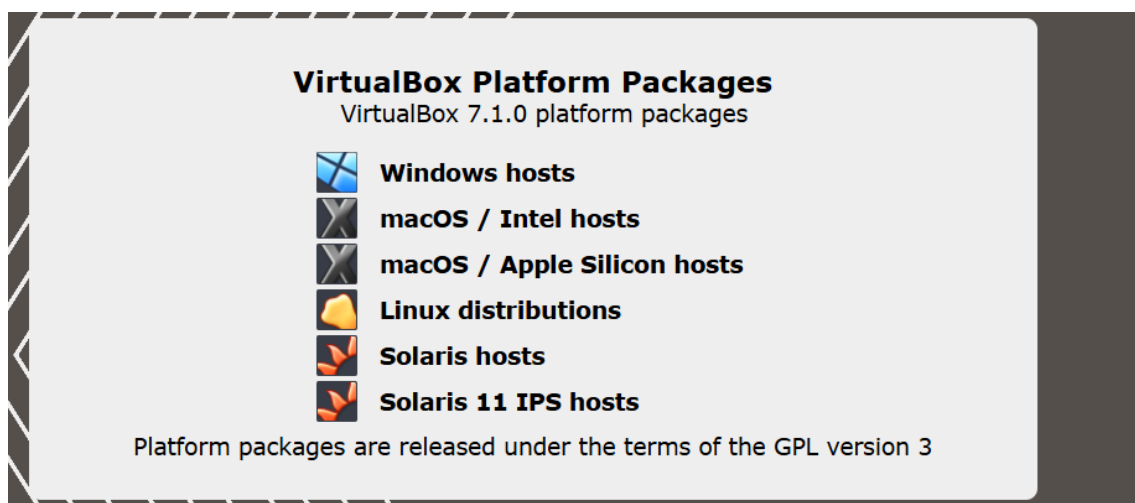 VirtualBox Platform Packages
VirtualBox 7.1.0 platform packages
Windows hosts
macOS / Intel hosts
macOS / Apple Silicon hosts
Linux distributions
Solaris hosts
Solaris 11 IPS hosts
Platform packages are released under the terms of the GPL version 3